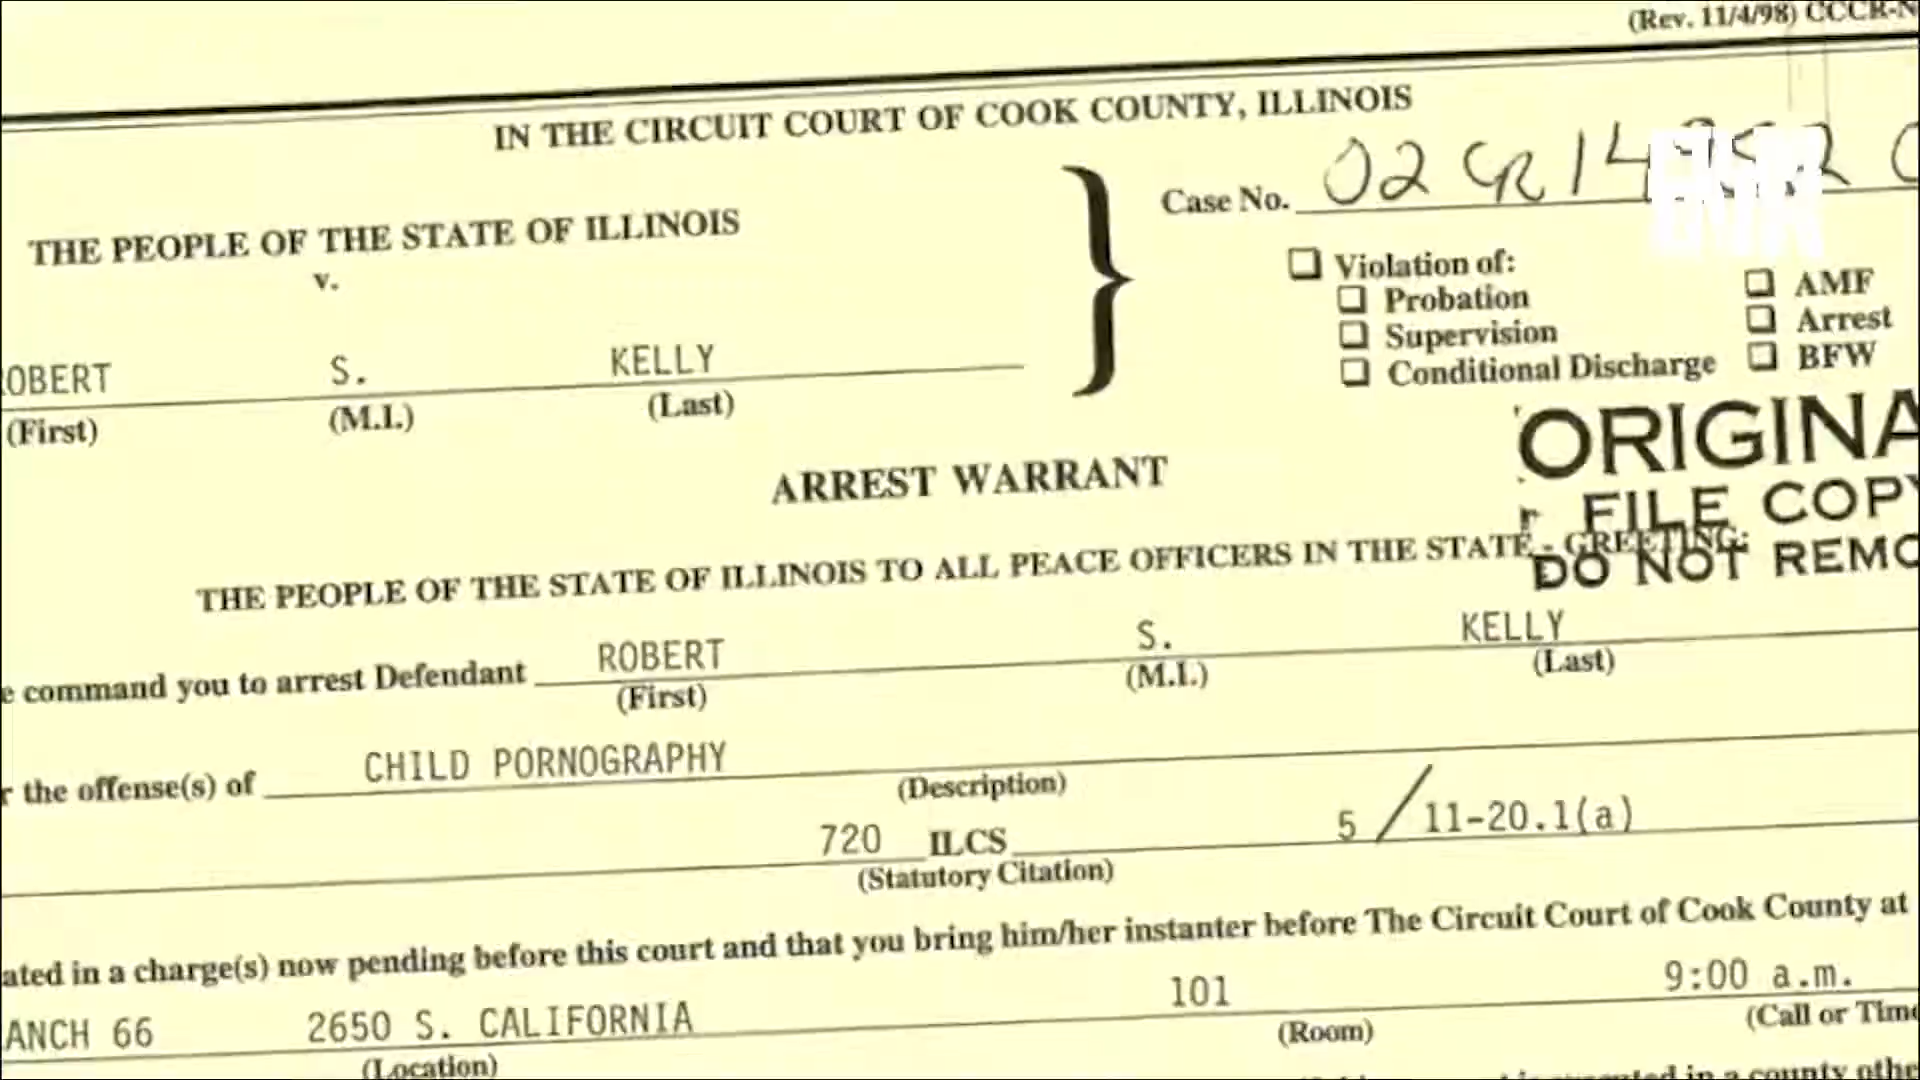 (Rev. 11/4/98) CCCR-N
IN THE CIRCUIT COURT OF COOK COUNTY, ILLINOIS
THE PEOPLE OF THE STATE OF ILLINOIS
v.
Case No. 02 CR 14
OBERT S. KELLY
(First) (M.I.) (Last)
Violation of:
Probation
Supervision
Conditional Discharge
AMF
Arrest
BFW
ORIGINA
FILE COPY
DO NOT REMO
ARREST WARRANT
THE PEOPLE OF THE STATE OF ILLINOIS TO ALL PEACE OFFICERS IN THE STATE - GREETING:
e command you to arrest Defendant ROBERT S. KELLY
(First) (M.I.) (Last)
r the offense(s) of CHILD PORNOGRAPHY
(Description)
720 ILCS 5 / 11-20.1(a)
(Statutory Citation)
ated in a charge(s) now pending before this court and that you bring him/her instanter before The Circuit Court of Cook County at
ANCH 66 2650 S. CALIFORNIA 101 9:00 a.m.
(Location) (Room) (Call or Time
in a county othe